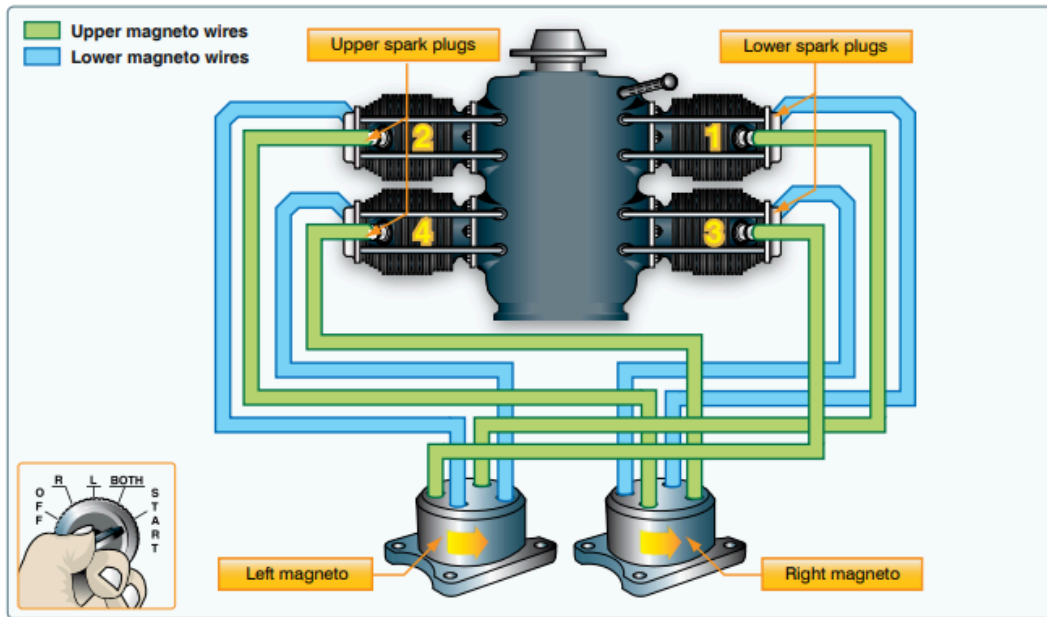 Upper magneto wires
Lower magneto wires
Upper spark plugs
Lower spark plugs
2
1
4
3
OFF
R
L
BOTH
START
Left magneto
Right magneto